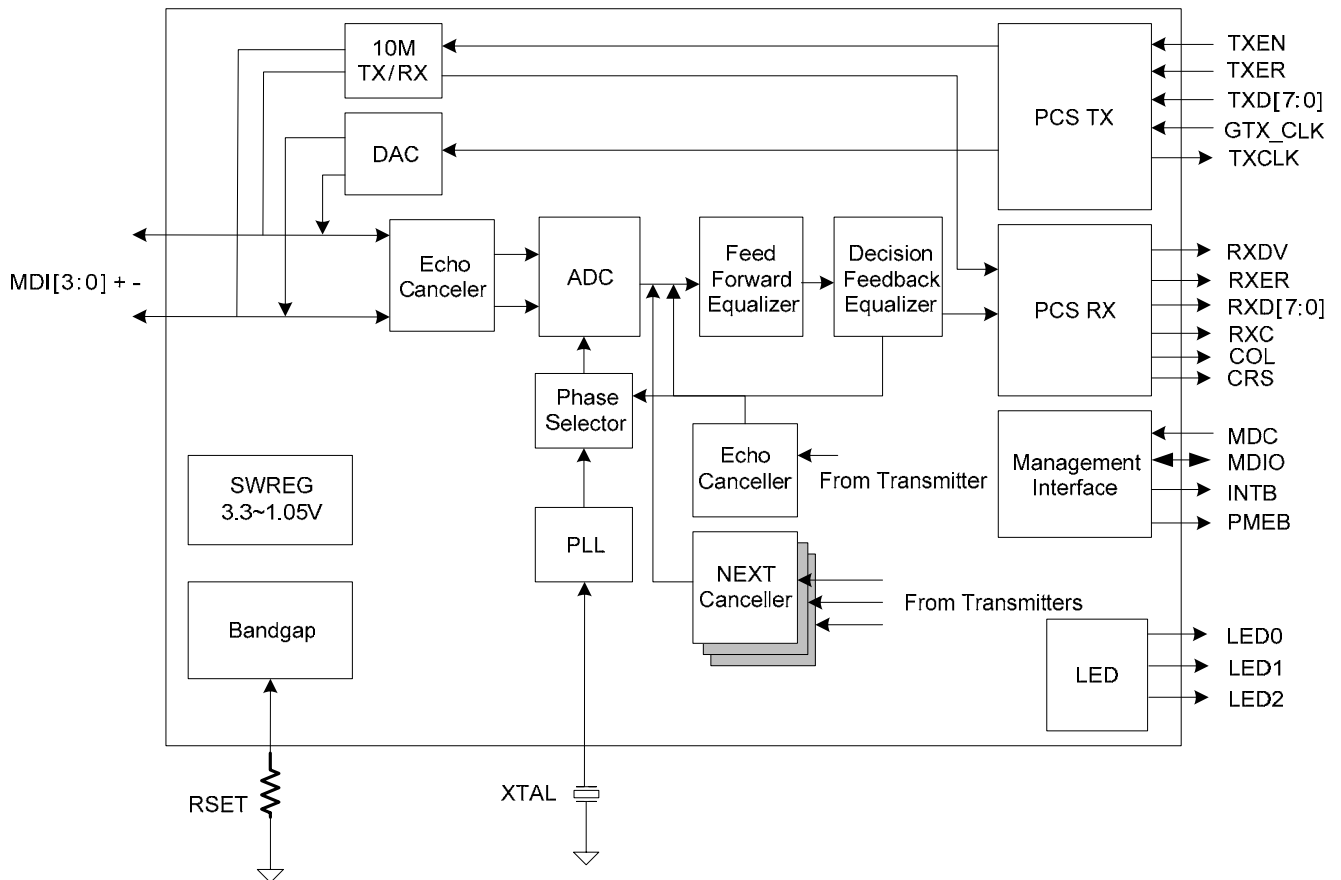 10M
TX/RX
PCS TX
TXEN
TXER
TXD[7:0]
GTX_CLK
TXCLK
DAC
MDI[3:0] + -
Echo
Canceler
ADC
Feed
Forward
Equalizer
Decision
Feedback
Equalizer
PCS RX
RXDV
RXER
RXD[7:0]
RXC
COL
CRS
Phase
Selector
Echo
Canceller
From Transmitter
Management
Interface
MDC
MDIO
INTB
PMEB
SWREG
3.3~1.05V
PLL
NEXT
Canceller
From Transmitters
Bandgap
LED
LED0
LED1
LED2
RSET
XTAL